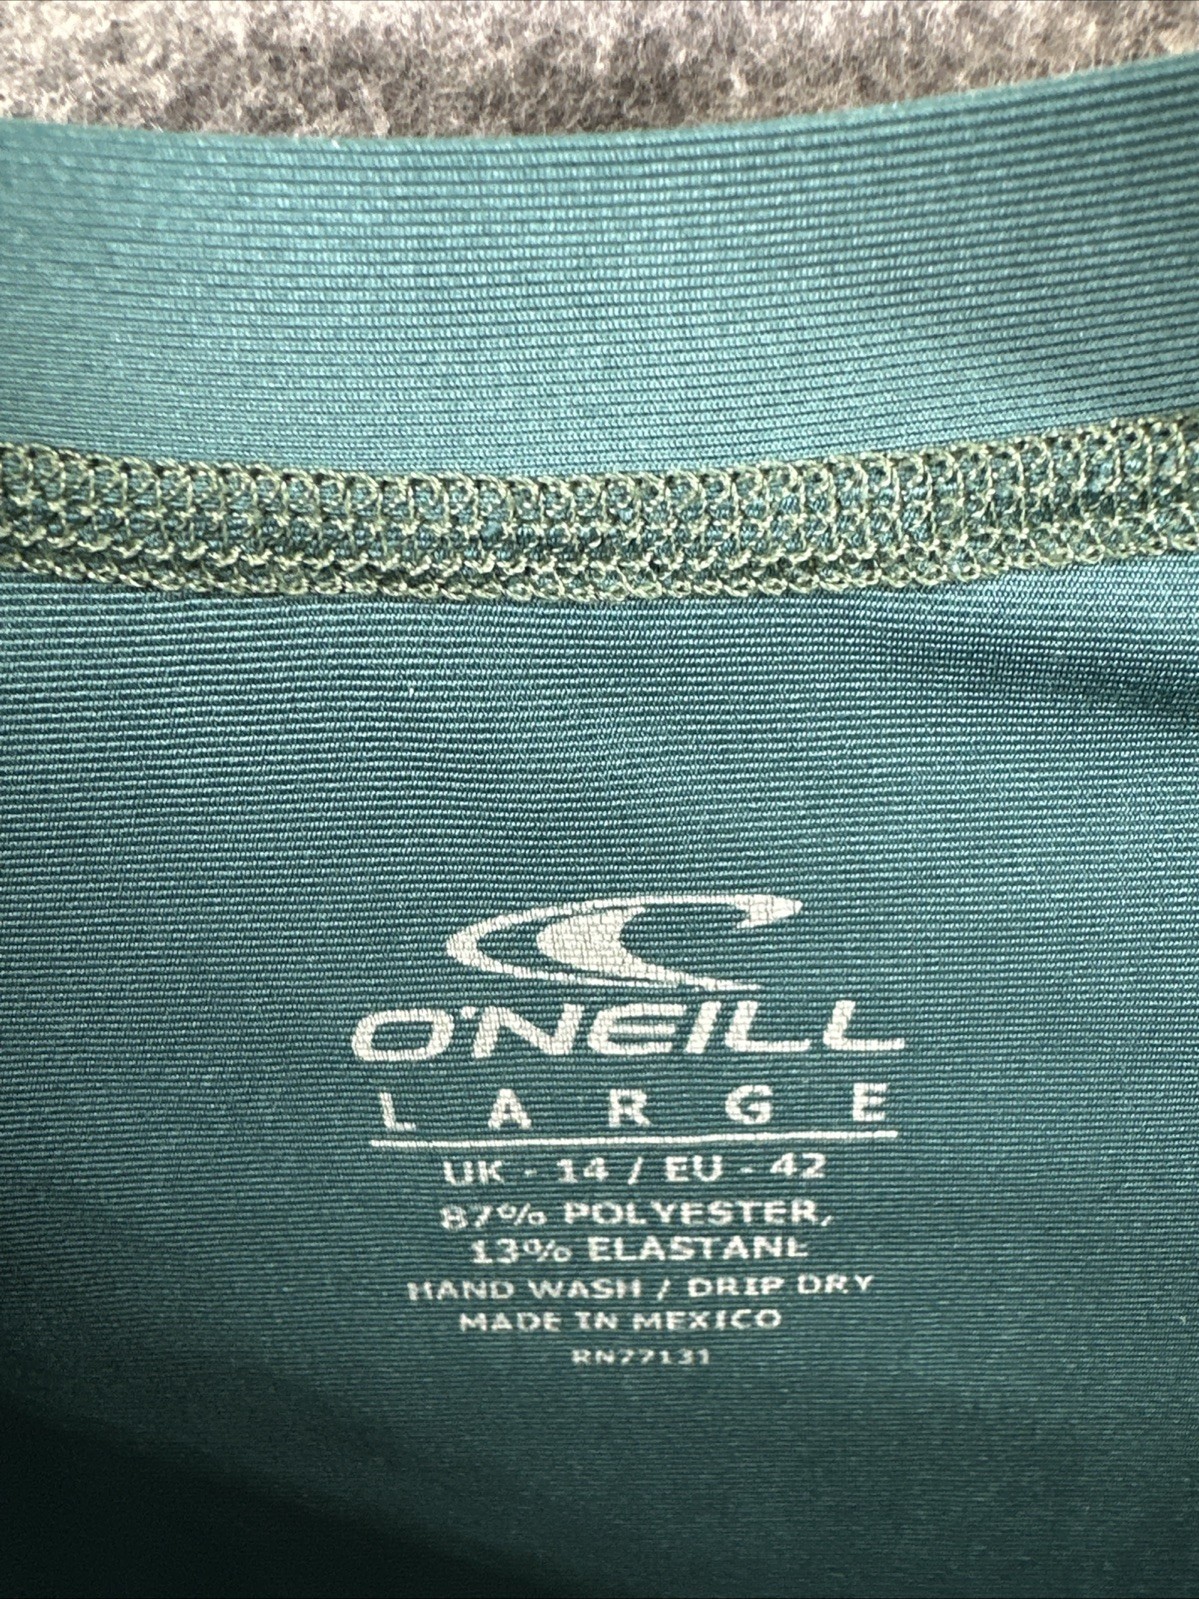 O'NEILL
LARGE
UK - 14 / EU - 42
87% POLYESTER,
13% ELASTANE
HAND WASH / DRIP DRY
MADE IN MEXICO
RN77131